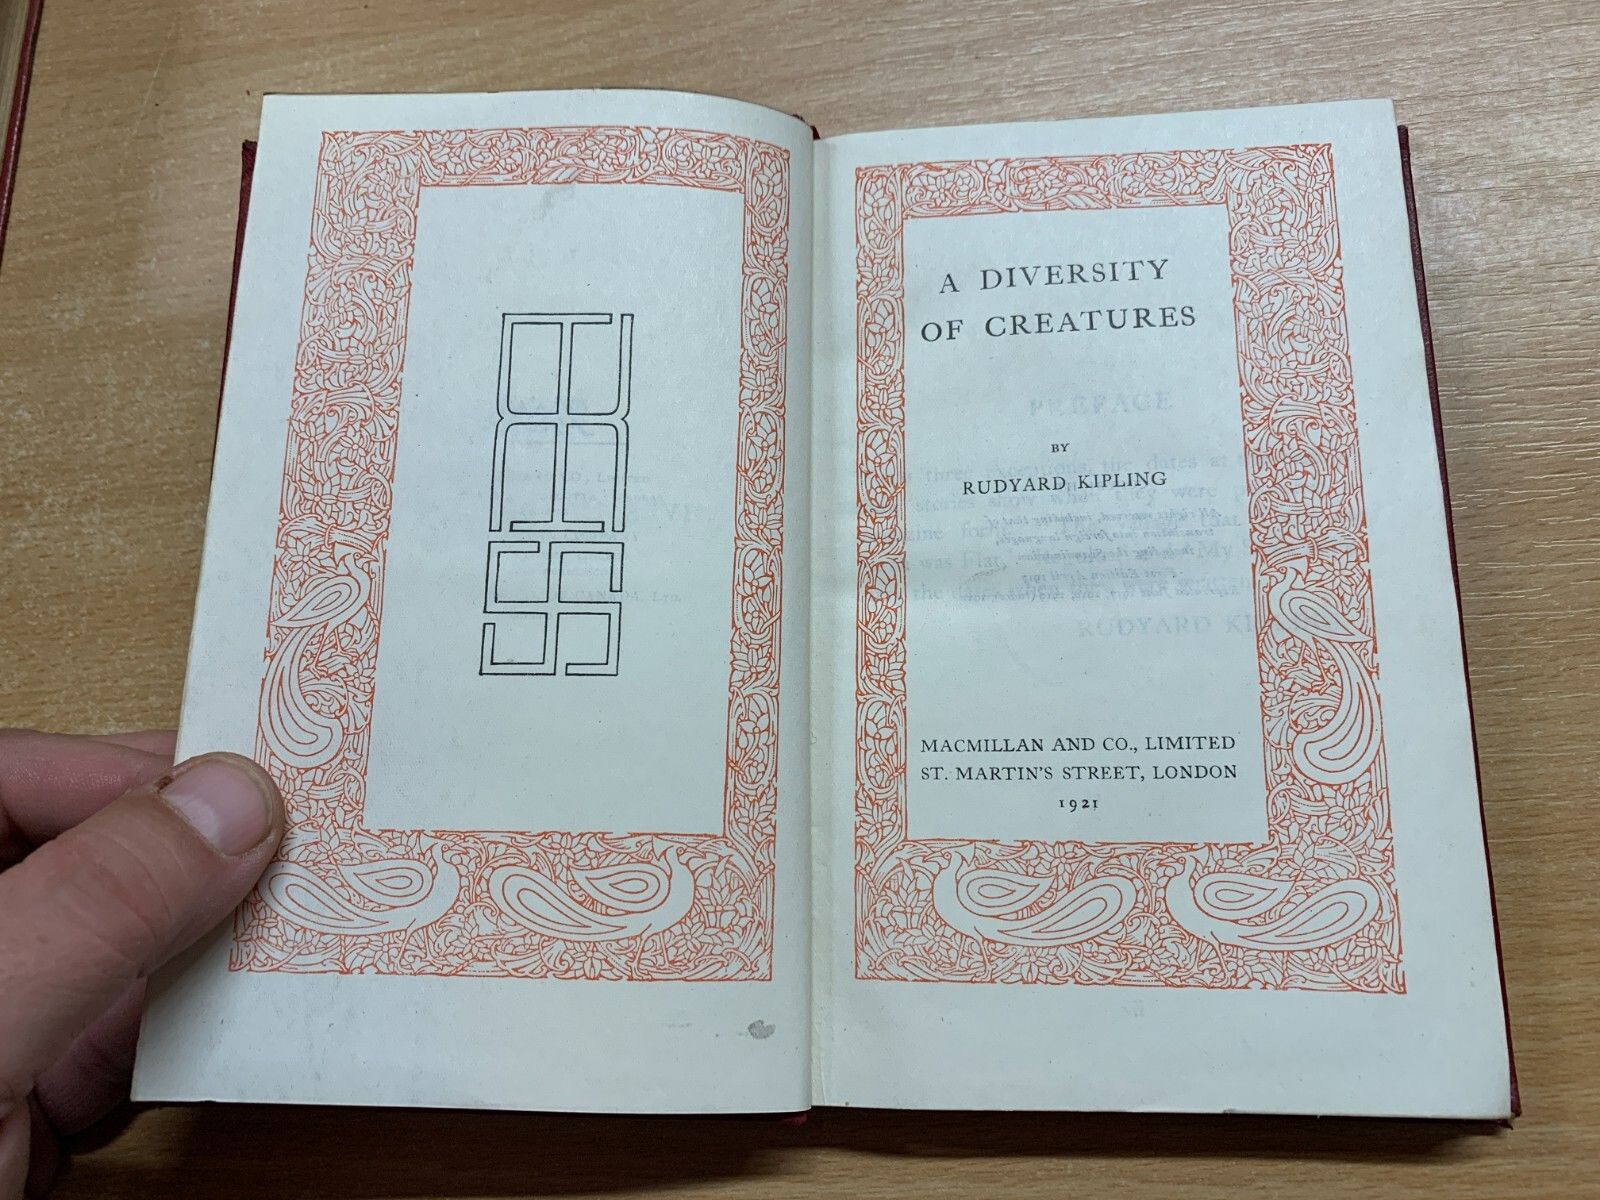 A DIVERSITY
OF CREATURES
BY
RUDYARD KIPLING
MACMILLAN AND CO., LIMITED
ST. MARTIN'S STREET, LONDON
1921